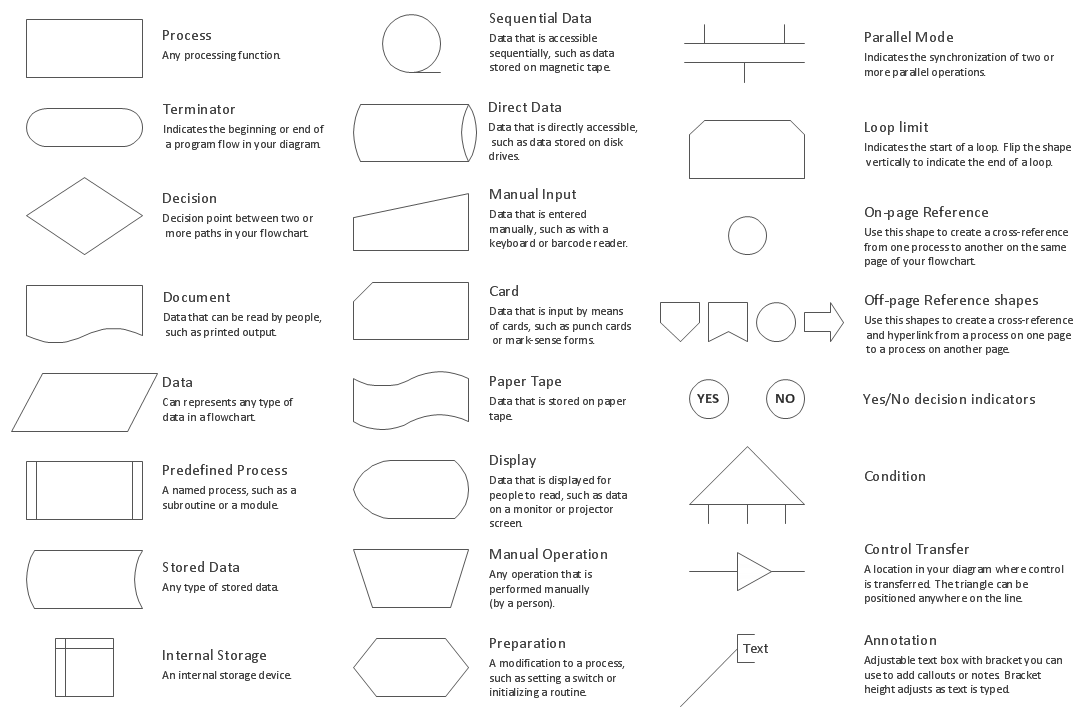 Process
Any processing function.
Terminator
Indicates the beginning or end of
a program flow in your diagram.
Decision
Decision point between two or
more paths in your flowchart.
Document
Data that can be read by people,
such as printed output.
Data
Can represents any type of
data in a flowchart.
Predefined Process
A named process, such as a
subroutine or a module.
Stored Data
Any type of stored data.
Internal Storage
An internal storage device.
Sequential Data
Data that is accessible
sequentially, such as data
stored on magnetic tape.
Direct Data
Data that is directly accessible,
such as data stored on disk
drives.
Manual Input
Data that is entered
manually, such as with a
keyboard or barcode reader.
Card
Data that is input by means
of cards, such as punch cards
or mark-sense forms.
Paper Tape
Data that is stored on paper
tape.
Display
Data that is displayed for
people to read, such as data
on a monitor or projector
screen.
Manual Operation
Any operation that is
performed manually
(by a person).
Preparation
A modification to a process,
such as setting a switch or
initializing a routine.
Parallel Mode
Indicates the synchronization of two or
more parallel operations.
Loop limit
Indicates the start of a loop. Flip the shape
vertically to indicate the end of a loop.
On-page Reference
Use this shape to create a cross-reference
from one process to another on the same
page of your flowchart.
Off-page Reference shapes
Use this shapes to create a cross-reference
and hyperlink from a process on one page
to a process on another page.
YES
NO
Yes/No decision indicators
Condition
Control Transfer
A location in your diagram where control
is transferred. The triangle can be
positioned anywhere on the line.
Text
Annotation
Adjustable text box with bracket you can
use to add callouts or notes. Bracket
height adjusts as text is typed.